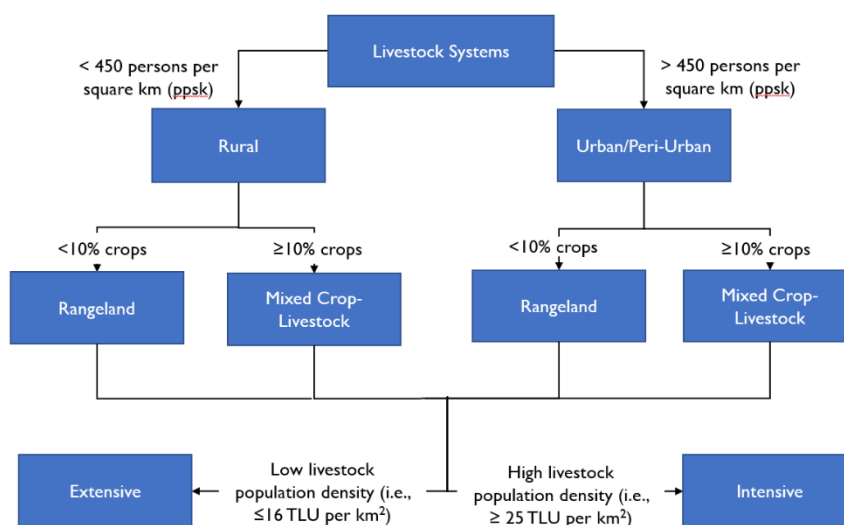 Livestock Systems
< 450 persons per
square km (ppsk)
> 450 persons per
square km (ppsk)
Rural
Urban/Peri-Urban
<10% crops
≥10% crops
<10% crops
≥10% crops
Rangeland
Mixed Crop-
Livestock
Rangeland
Mixed Crop-
Livestock
Extensive
Low livestock
population density (i.e.,
≤16 TLU per km²)
High livestock
population density (i.e.,
≥ 25 TLU per km²)
Intensive